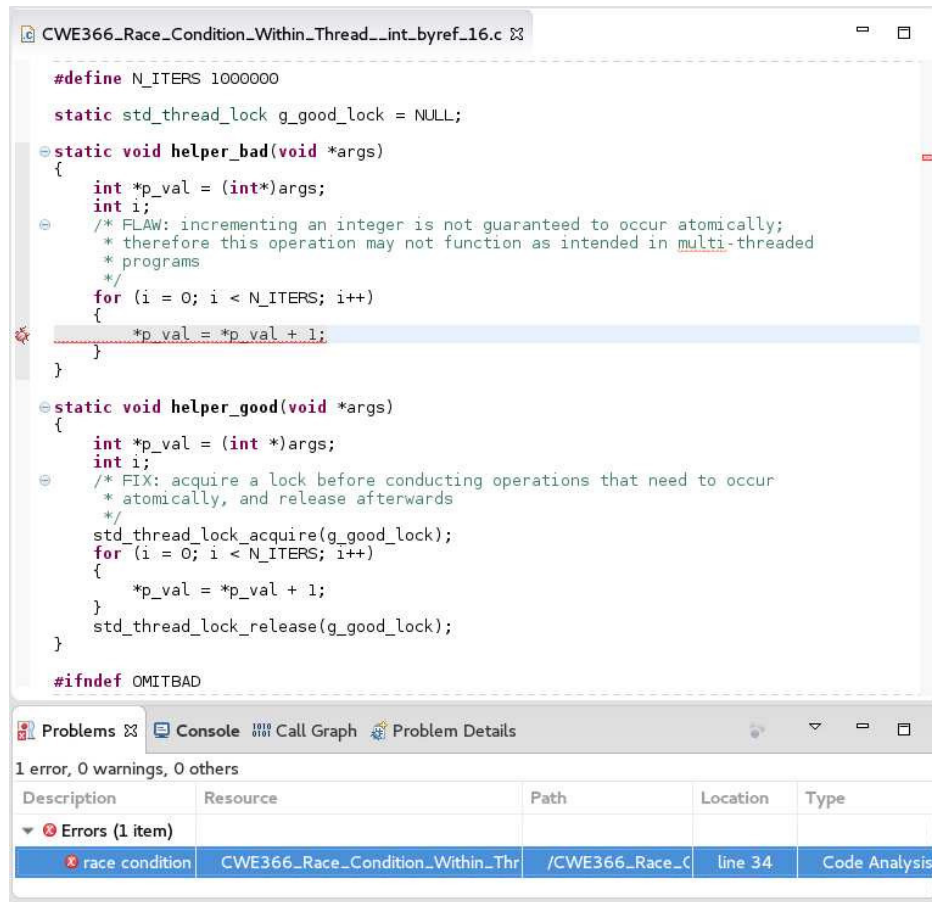 CWE366_Race_Condition_Within_Thread__int_byref_16.c
#define N_ITERS 1000000
static std_thread_lock g_good_lock = NULL;
static void helper_bad(void *args)
{
int *p_val = (int*)args;
int i;
/* FLAW: incrementing an integer is not guaranteed to occur atomically;
* therefore this operation may not function as intended in multi-threaded
* programs
*/
for (i = 0; i < N_ITERS; i++)
{
*p_val = *p_val + 1;
}
}
static void helper_good(void *args)
{
int *p_val = (int *)args;
int i;
/* FIX: acquire a lock before conducting operations that need to occur
* atomically, and release afterwards
*/
std_thread_lock_acquire(g_good_lock);
for (i = 0; i < N_ITERS; i++)
{
*p_val = *p_val + 1;
}
std_thread_lock_release(g_good_lock);
}
#ifndef OMITBAD
Problems Console Call Graph Problem Details
1 error, 0 warnings, 0 others
Description Resource Path Location Type
Errors (1 item)
race condition CWE366_Race_Condition_Within_Thr /CWE366_Race_C line 34 Code Analysis